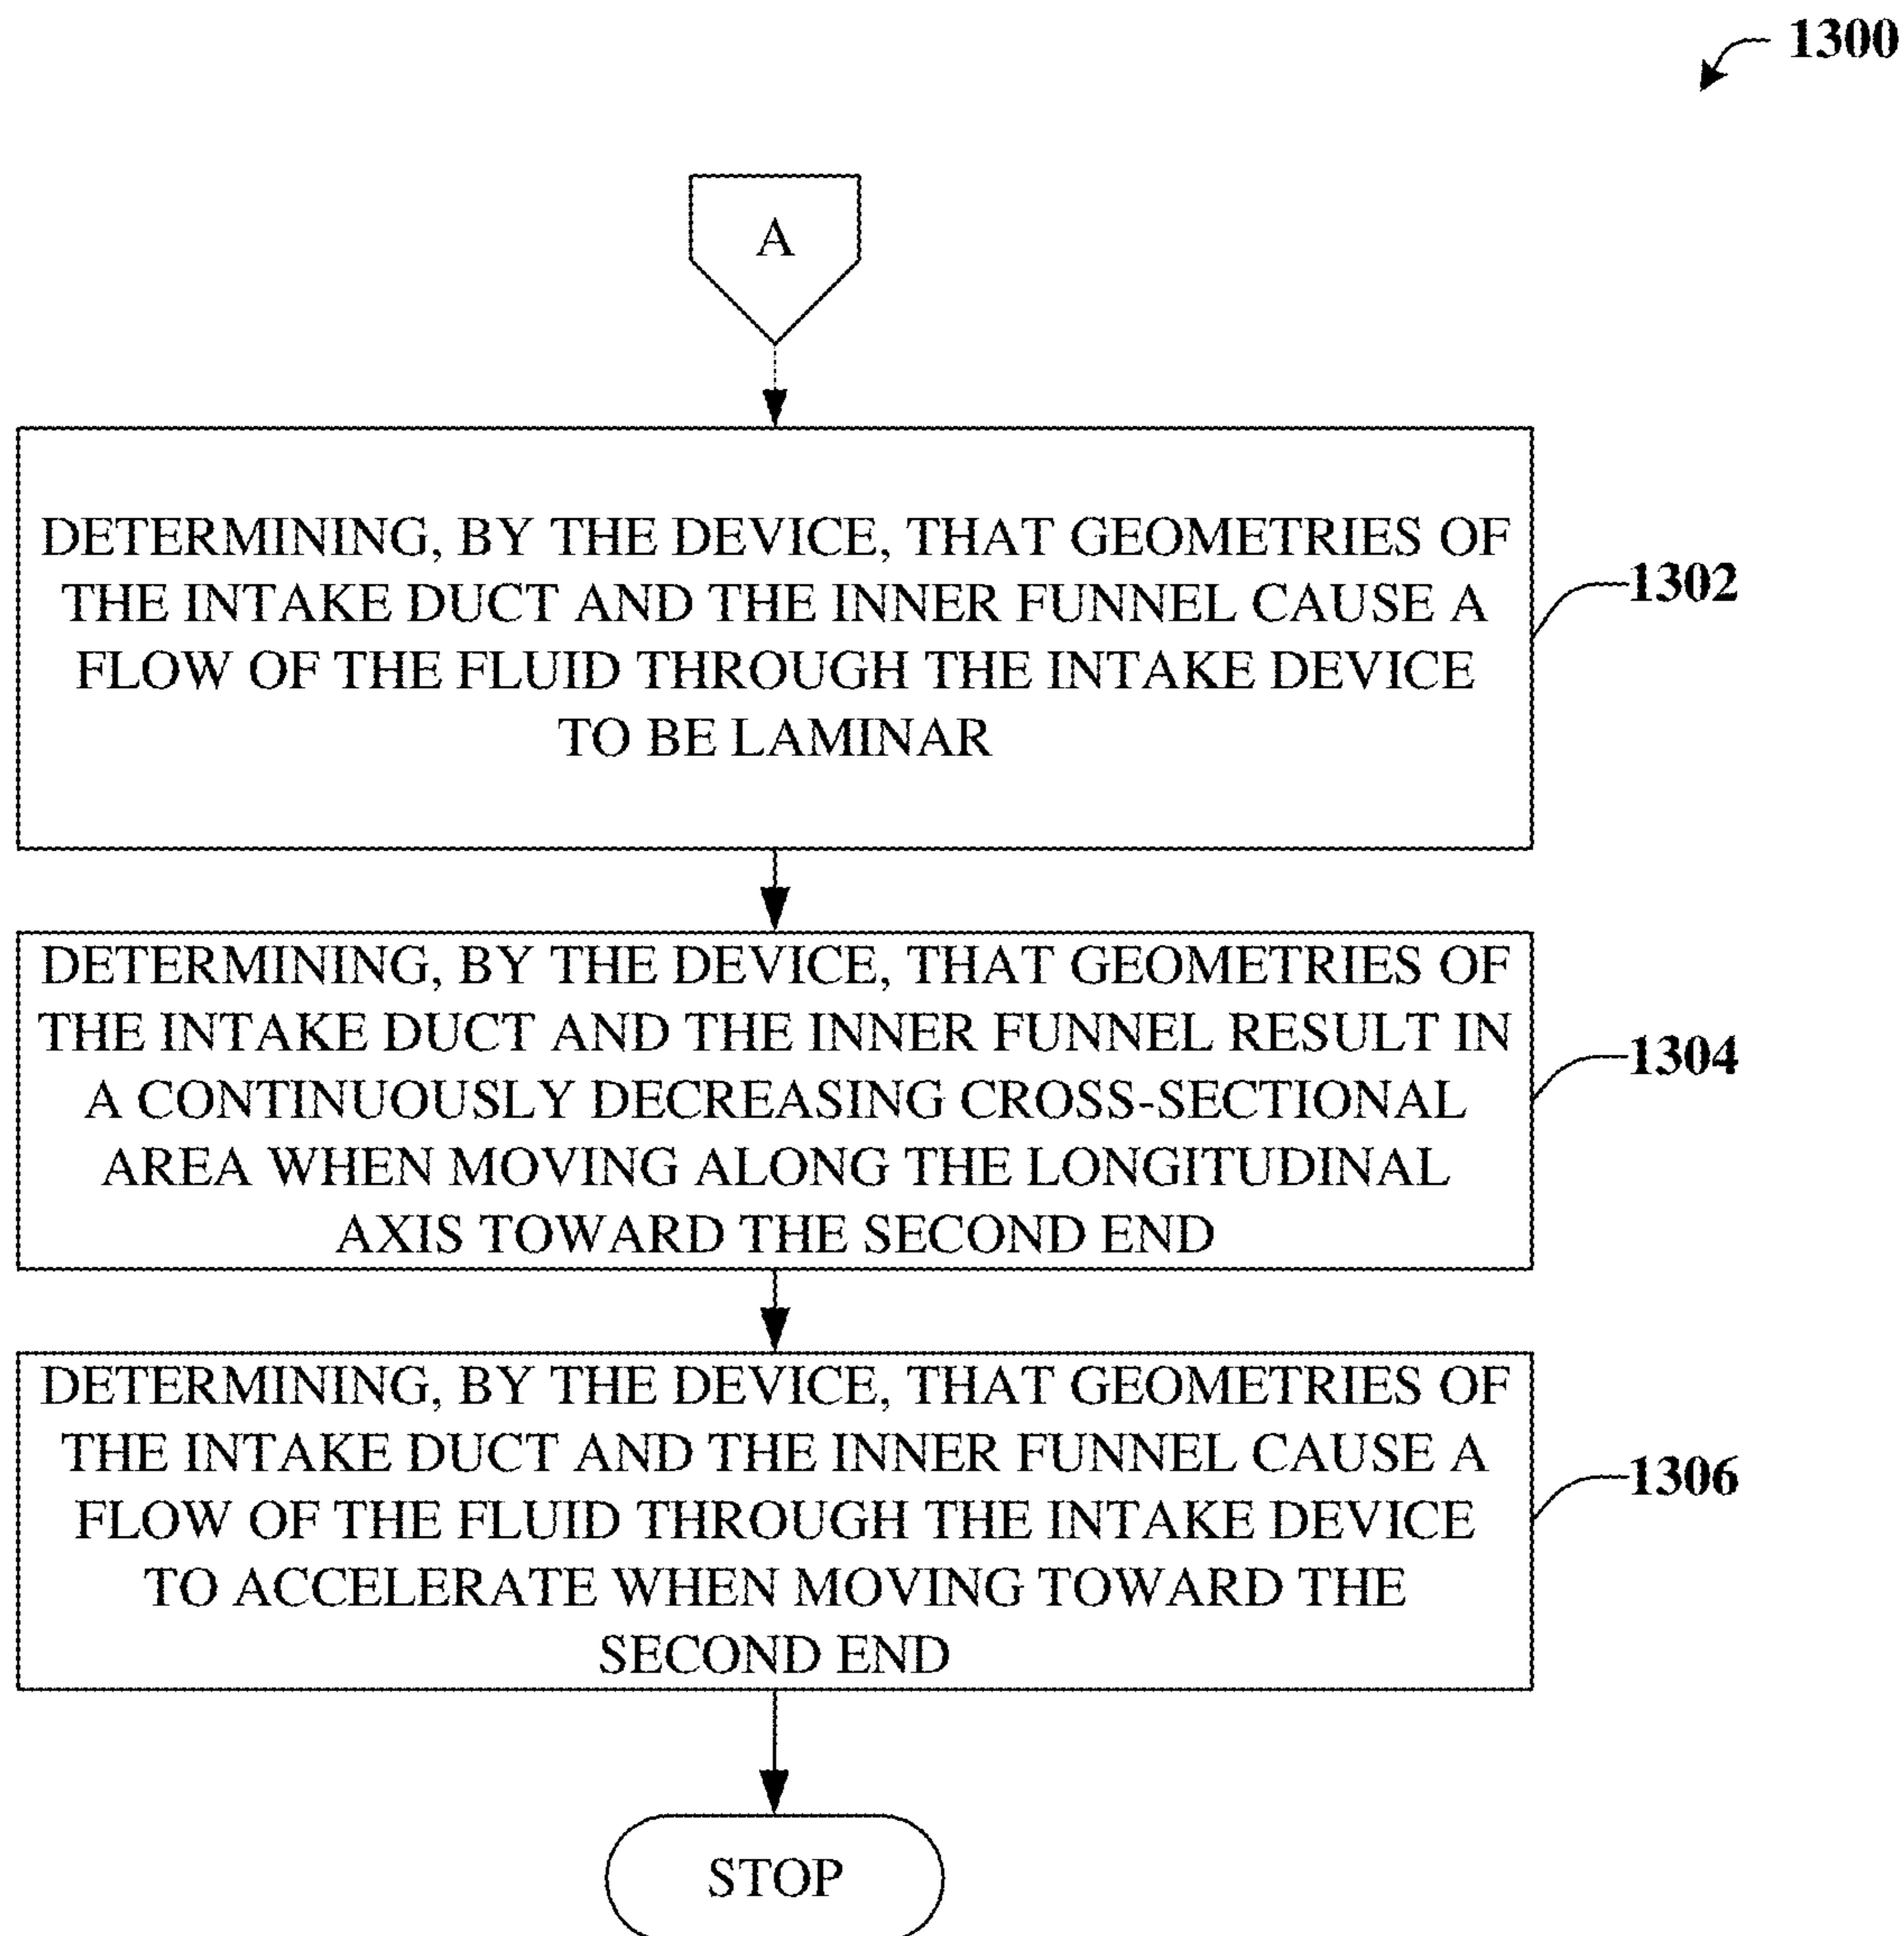 1300
A
DETERMINING, BY THE DEVICE, THAT GEOMETRIES OF
THE INTAKE DUCT AND THE INNER FUNNEL CAUSE A
FLOW OF THE FLUID THROUGH THE INTAKE DEVICE
TO BE LAMINAR
1302
DETERMINING, BY THE DEVICE, THAT GEOMETRIES OF
THE INTAKE DUCT AND THE INNER FUNNEL RESULT IN
A CONTINUOUSLY DECREASING CROSS-SECTIONAL
AREA WHEN MOVING ALONG THE LONGITUDINAL
AXIS TOWARD THE SECOND END
1304
DETERMINING, BY THE DEVICE, THAT GEOMETRIES OF
THE INTAKE DUCT AND THE INNER FUNNEL CAUSE A
FLOW OF THE FLUID THROUGH THE INTAKE DEVICE
TO ACCELERATE WHEN MOVING TOWARD THE
SECOND END
1306
STOP